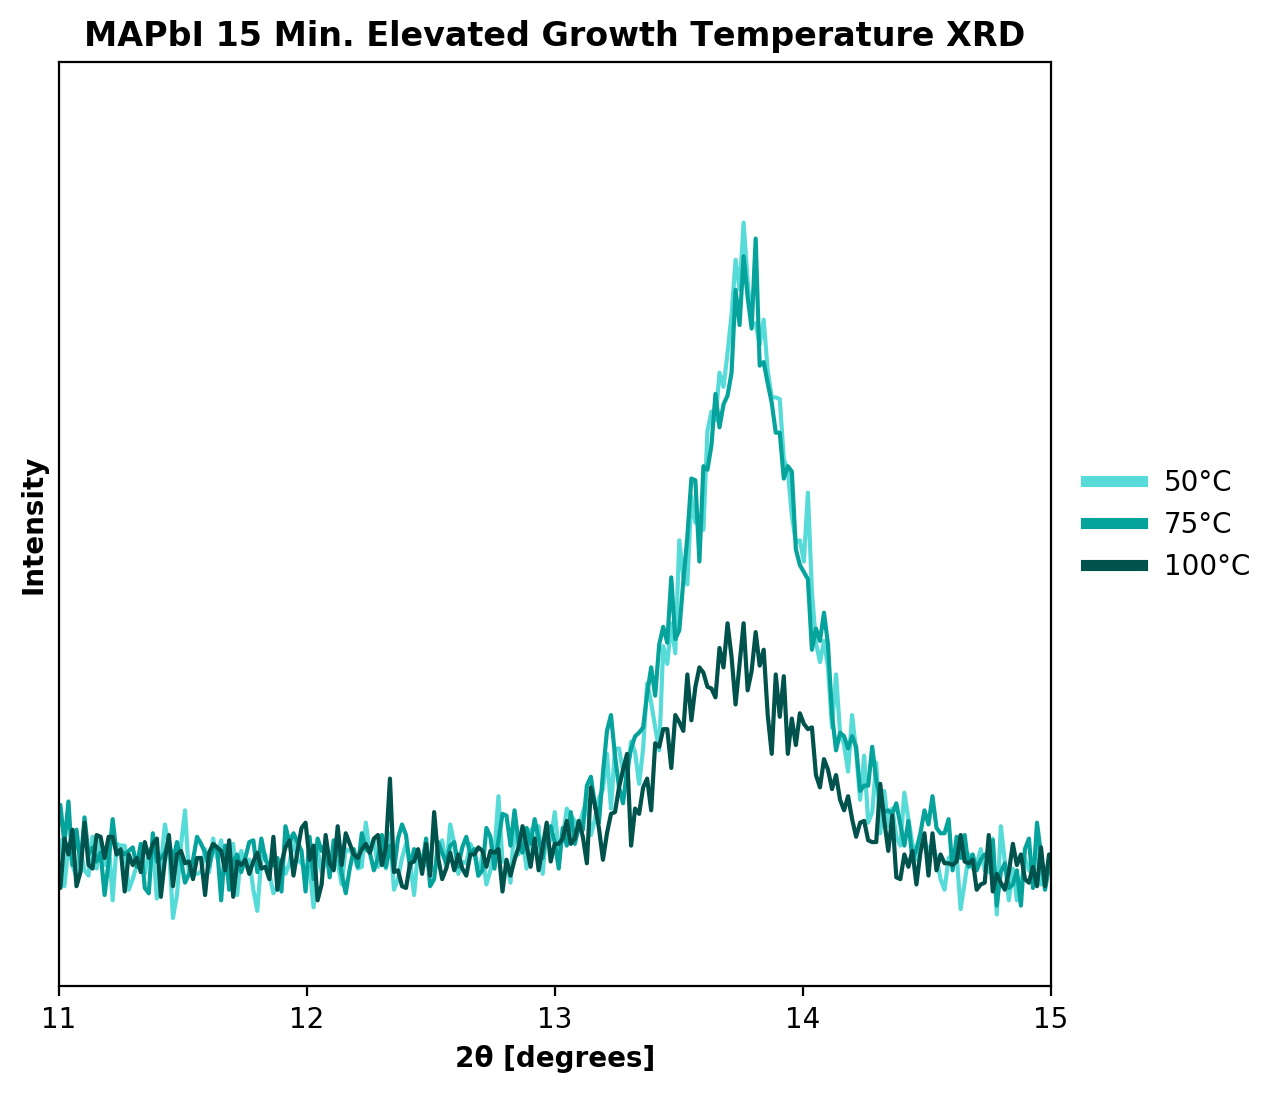 MAPbI 15 Min. Elevated Growth Temperature XRD
Intensity
50°C
75°C
100°C
11 12 13 14 15
2θ [degrees]